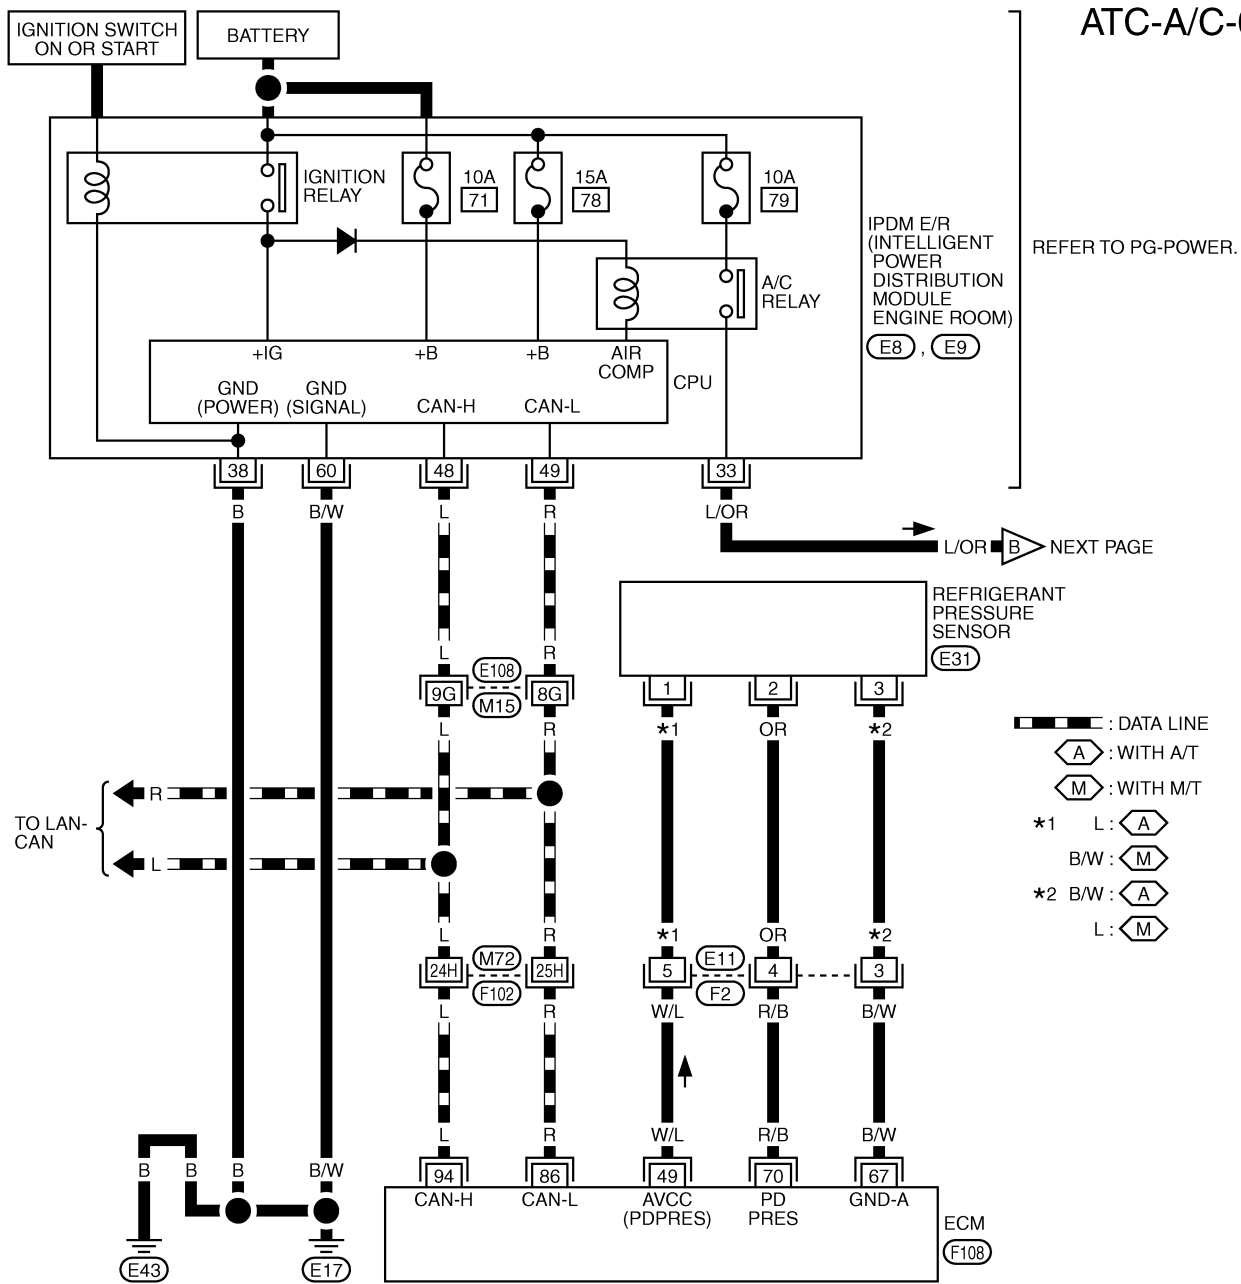 ATC-A/C-
IGNITION SWITCH
ON OR START
BATTERY
IGNITION
RELAY
10A
71
15A
78
10A
79
A/C
RELAY
IPDM E/R
(INTELLIGENT
POWER
DISTRIBUTION
MODULE
ENGINE ROOM)
E8 , E9
REFER TO PG-POWER.
+IG
+B
+B
AIR
COMP
CPU
GND
(POWER)
GND
(SIGNAL)
CAN-H
CAN-L
38
60
48
49
33
B
B/W
L
R
L/OR
L/OR
B
NEXT PAGE
REFRIGERANT
PRESSURE
SENSOR
E31
L
R
E108
9G
8G
M15
1
2
3
L
R
*1
OR
*2
: DATA LINE
A : WITH A/T
M : WITH M/T
*1 L : A
B/W : M
*2 B/W : A
L : M
R
TO LAN-
CAN
L
L
R
*1
OR
*2
M72
24H
25H
F102
E11
5
4
3
F2
L
R
W/L
R/B
B/W
L
R
W/L
R/B
B/W
B
B
B
B/W
94
86
49
70
67
CAN-H
CAN-L
AVCC
(PDPRES)
PD
PRES
GND-A
ECM
F108
E43
E17